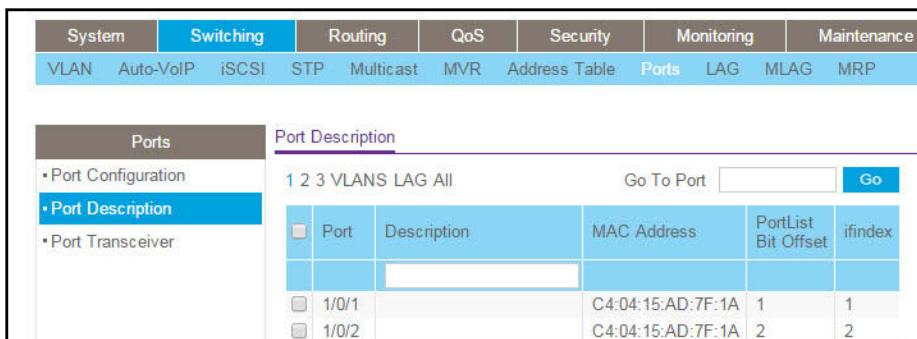 System Switching Routing QoS Security Monitoring Maintenance
VLAN Auto-VoIP iSCSI STP Multicast MVR Address Table Ports LAG MLAG MRP
Ports
• Port Configuration
• Port Description
• Port Transceiver
Port Description
1 2 3 VLANS LAG All Go To Port Go
Port Description MAC Address PortList Bit Offset ifindex
1/0/1 C4:04:15:AD:7F:1A 1 1
1/0/2 C4:04:15:AD:7F:1A 2 2